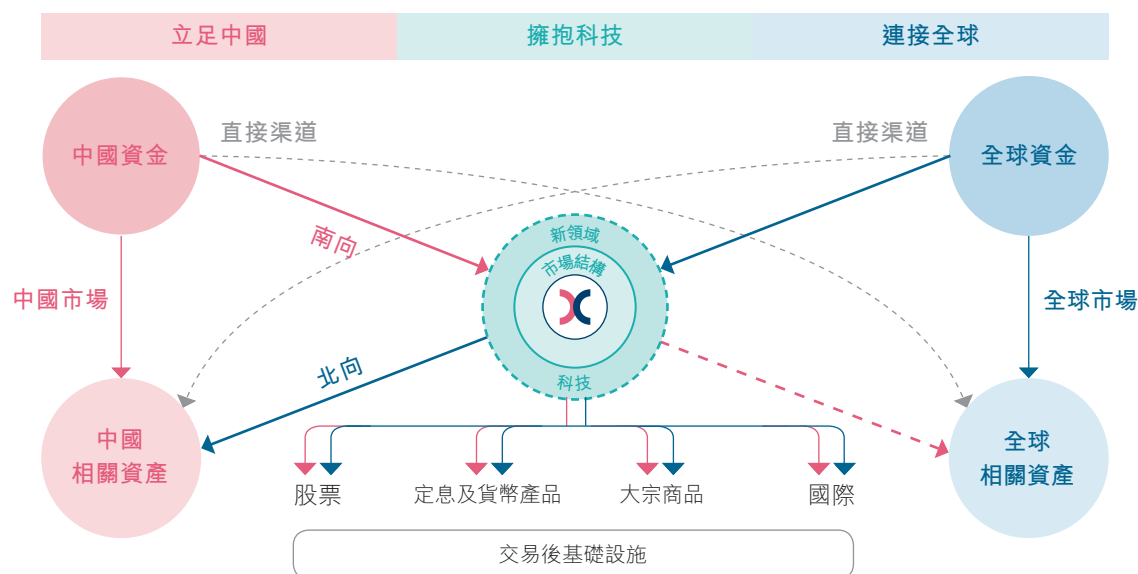 立足中國
擁抱科技
連接全球
中國資金
直接渠道
直接渠道
全球資金
南向
新領域
市場結構
科技
中國市場
全球市場
北向
中國
相關資產
全球
相關資產
股票
定息及貨幣產品
大宗商品
國際
交易後基礎設施